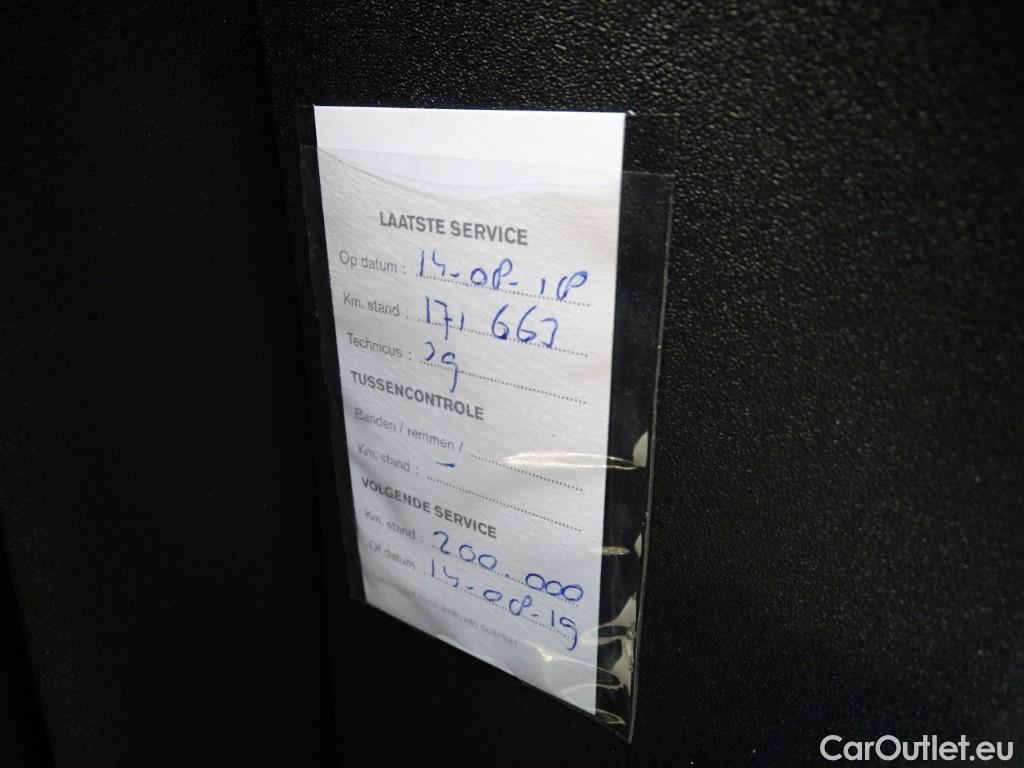 LAATSTE SERVICE
Op datum : 14-08-18
Km. stand : 171 663
Technicus :
TUSSENCONTROLE
Banden / remmen /
Km. stand : -
VOLGENDE SERVICE
Km. stand : 200.000
Of datum 14-08-19
CarOutlet.eu